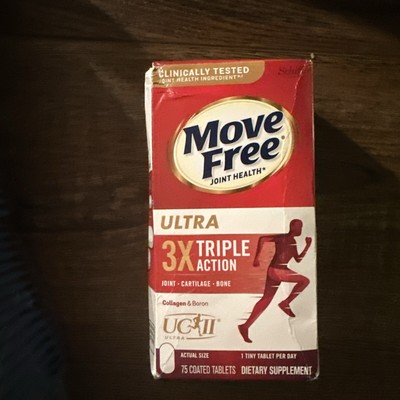 CLINICALLY TESTED
JOINT HEALTH INGREDIENT*†
Schiff
Move
Free®
JOINT HEALTH*
ULTRA
3X TRIPLE
ACTION
JOINT • CARTILAGE • BONE
Collagen & Boron
UC II
ACTUAL SIZE
1 TINY TABLET PER DAY
75 COATED TABLETS
DIETARY SUPPLEMENT